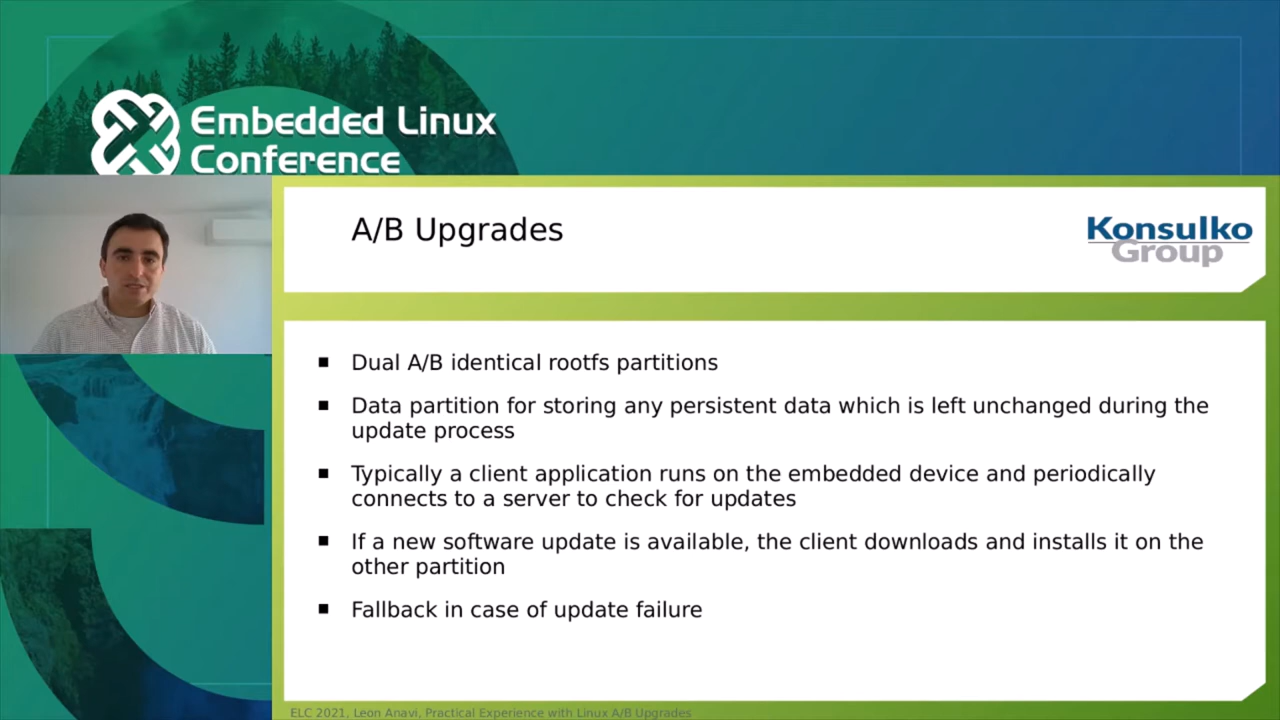 Embedded Linux
Conference
A/B Upgrades
Konsulko
Group
Dual A/B identical rootfs partitions
Data partition for storing any persistent data which is left unchanged during the
update process
Typically a client application runs on the embedded device and periodically
connects to a server to check for updates
If a new software update is available, the client downloads and installs it on the
other partition
Fallback in case of update failure
ELC 2021, Leon Anavi, Practical Experience with Linux A/B Upgrades